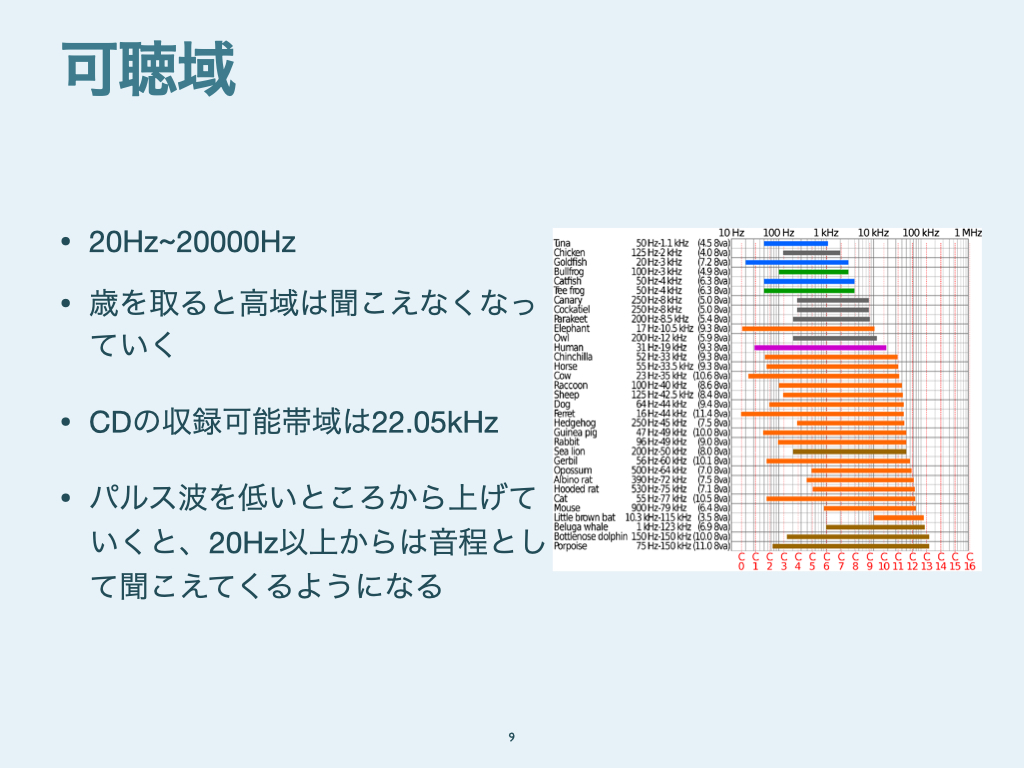 可聴域
• 20Hz~20000Hz
• 歳を取ると高域は聞こえなくなっ
ていく
• CDの収録可能帯域は22.05kHz
• パルス波を低いところから上げて
いくと、20Hz以上からは音程とし
て聞こえてくるようになる
10 Hz 100 Hz 1 kHz 10 kHz 100 kHz 1 MHz
Tuna 50 Hz-1.1 kHz (4.5 8va)
Chicken 125 Hz-2 kHz (4.0 8va)
Goldfish 20 Hz-3 kHz (7.2 8va)
Bullfrog 100 Hz-3 kHz (4.9 8va)
Catfish 50 Hz-4 kHz (6.3 8va)
Tree frog 50 Hz-4 kHz (6.3 8va)
Canary 250 Hz-8 kHz (5.0 8va)
Cockatiel 250 Hz-8 kHz (5.0 8va)
Parakeet 200 Hz-8.5 kHz (5.4 8va)
Elephant 17 Hz-10.5 kHz (9.3 8va)
Owl 200 Hz-12 kHz (5.9 8va)
Human 31 Hz-19 kHz (9.3 8va)
Chinchilla 52 Hz-33 kHz (9.3 8va)
Horse 55 Hz-33.5 kHz (9.3 8va)
Cow 23 Hz-35 kHz (10.6 8va)
Raccoon 100 Hz-40 kHz (8.6 8va)
Sheep 125 Hz-42.5 kHz (8.4 8va)
Dog 64 Hz-44 kHz (9.4 8va)
Ferret 16 Hz-44 kHz (11.4 8va)
Hedgehog 250 Hz-45 kHz (7.5 8va)
Guinea pig 47 Hz-49 kHz (10.0 8va)
Rabbit 96 Hz-49 kHz (9.0 8va)
Sea lion 200 Hz-50 kHz (8.0 8va)
Gerbil 56 Hz-60 kHz (10.1 8va)
Opossum 500 Hz-64 kHz (7.0 8va)
Albino rat 390 Hz-72 kHz (7.5 8va)
Hooded rat 530 Hz-75 kHz (7.1 8va)
Cat 55 Hz-77 kHz (10.5 8va)
Mouse 900 Hz-79 kHz (6.4 8va)
Little brown bat 10.3 kHz-115 kHz (3.5 8va)
Beluga whale 1 kHz-123 kHz (6.9 8va)
Bottlenose dolphin 150 Hz-150 kHz (10.0 8va)
Porpoise 75 Hz-150 kHz (11.0 8va)
C C C C C C C C C C C C C C C C C
0 1 2 3 4 5 6 7 8 9 10 11 12 13 14 15 16
9